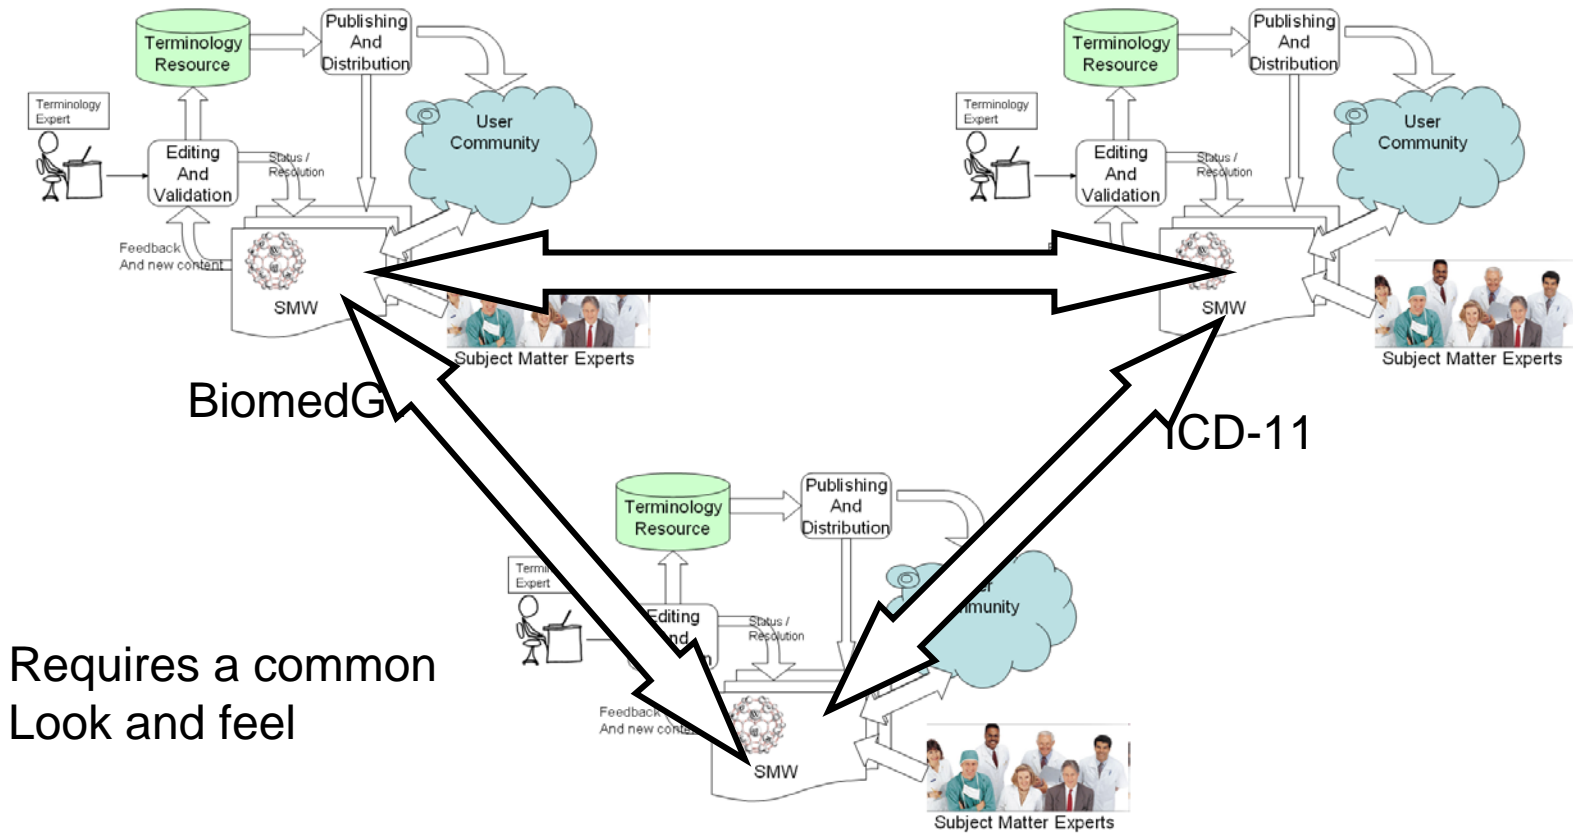 Terminology
Resource
Publishing
And
Distribution
User
Community
Terminology
Expert
Editing
And
Validation
Status /
Resolution
Feedback
And new content
SMW
Subject Matter Experts
BiomedG
Terminology
Resource
Publishing
And
Distribution
User
Community
Terminology
Expert
Editing
And
Validation
Status /
Resolution
SMW
Subject Matter Experts
ICD-11
Terminology
Resource
Publishing
And
Distribution
Expert
Editing
Status /
Resolution
Feedback
And new
SMW
Subject Matter Experts
Requires a common
Look and feel